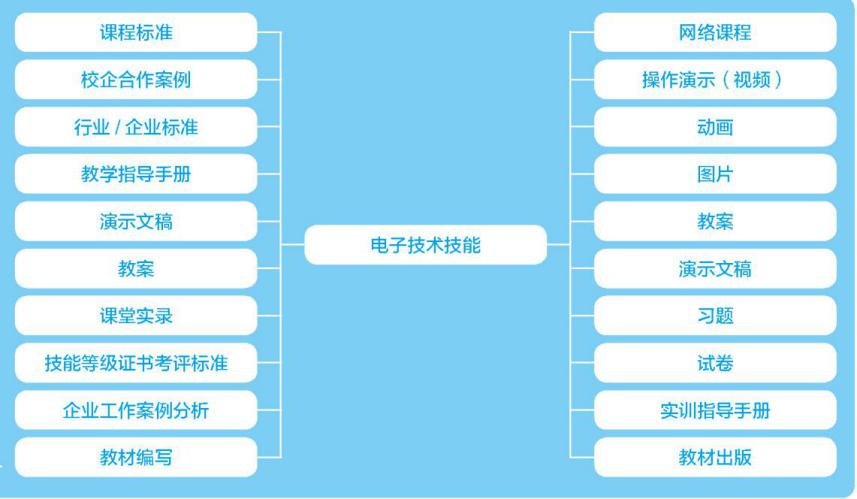 课程标准
校企合作案例
行业 / 企业标准
教学指导手册
演示文稿
教案
课堂实录
技能等级证书考评标准
企业工作案例分析
教材编写
电子技术技能
网络课程
操作演示（视频）
动画
图片
教案
演示文稿
习题
试卷
实训指导手册
教材出版